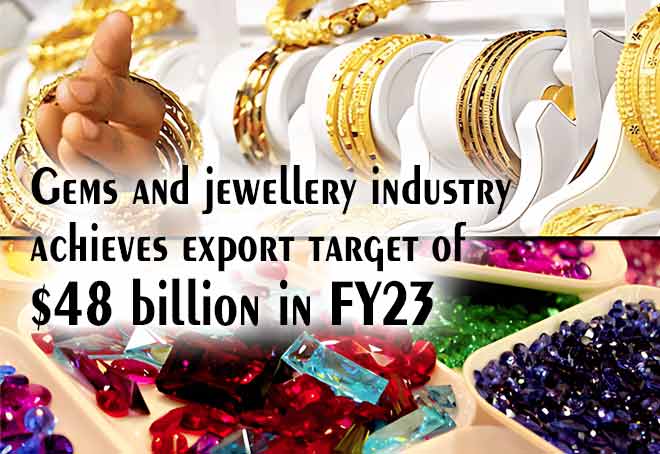 Gems and jewellery industry
achieves export target of
$48 billion in FY23